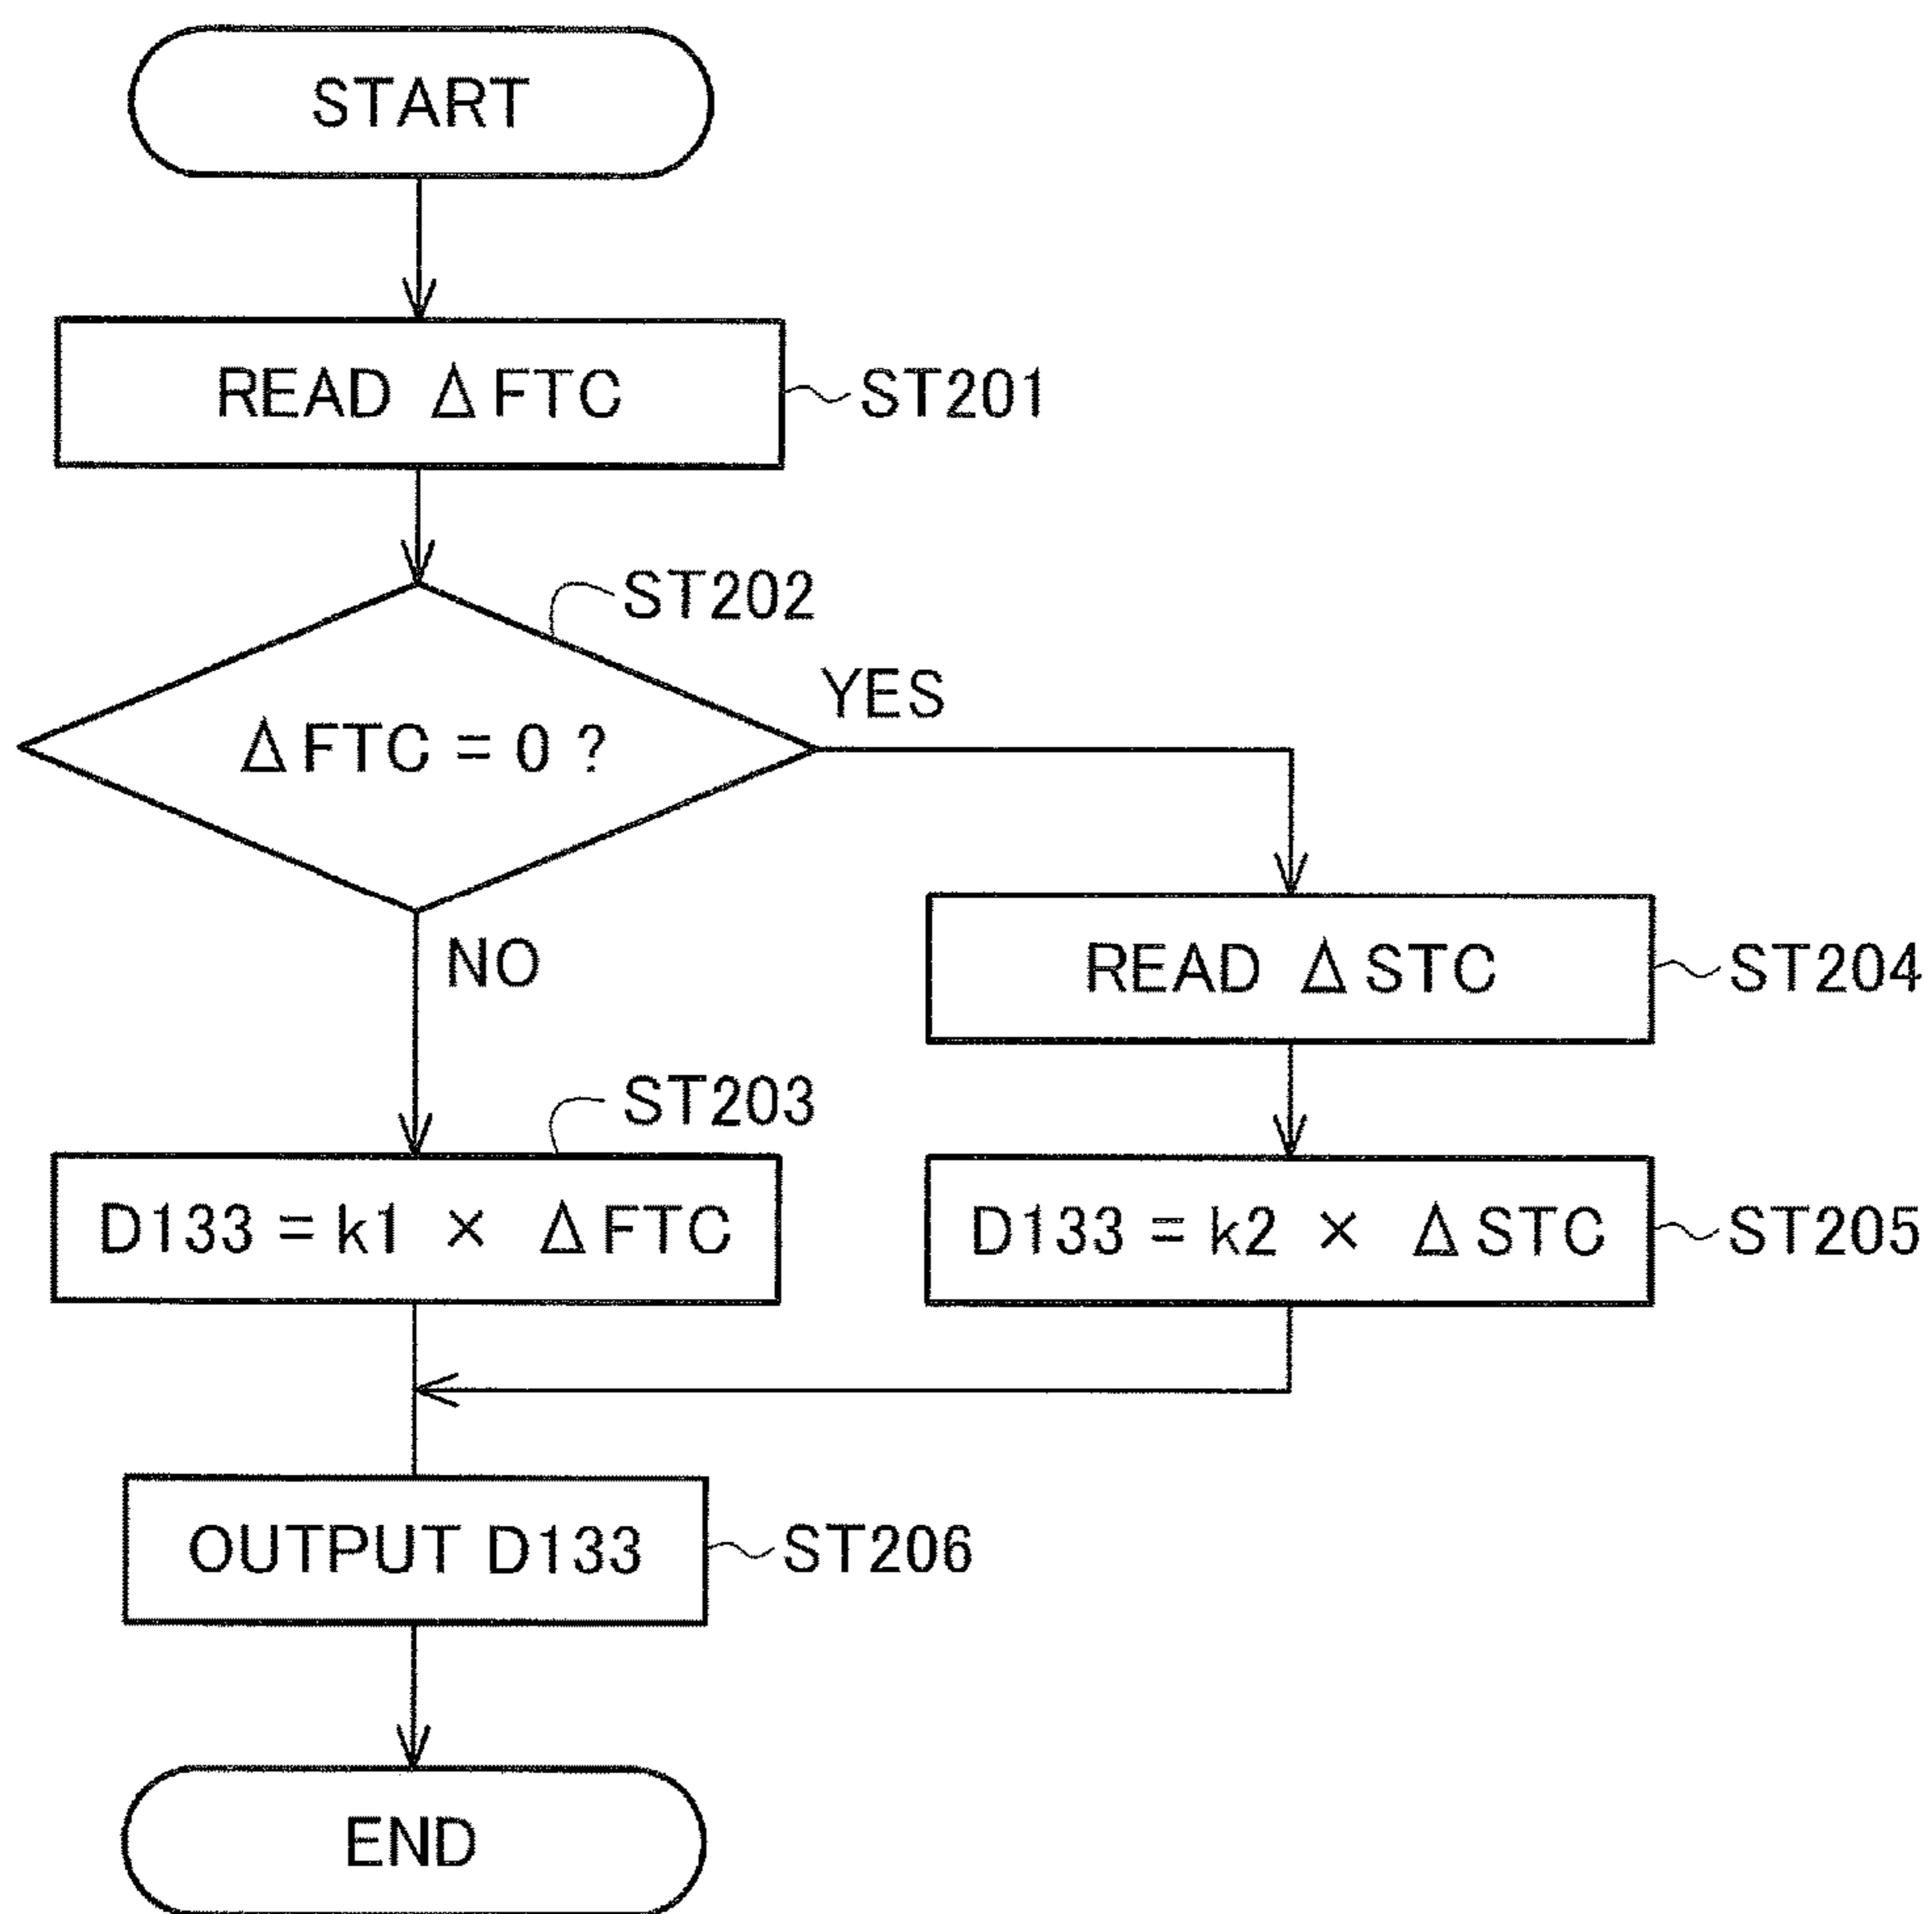 START
READ ΔFTC
ST201
ST202
ΔFTC = 0 ?
YES
NO
READ ΔSTC
ST204
ST203
D133 = k1 × ΔFTC
D133 = k2 × ΔSTC
ST205
OUTPUT D133
ST206
END